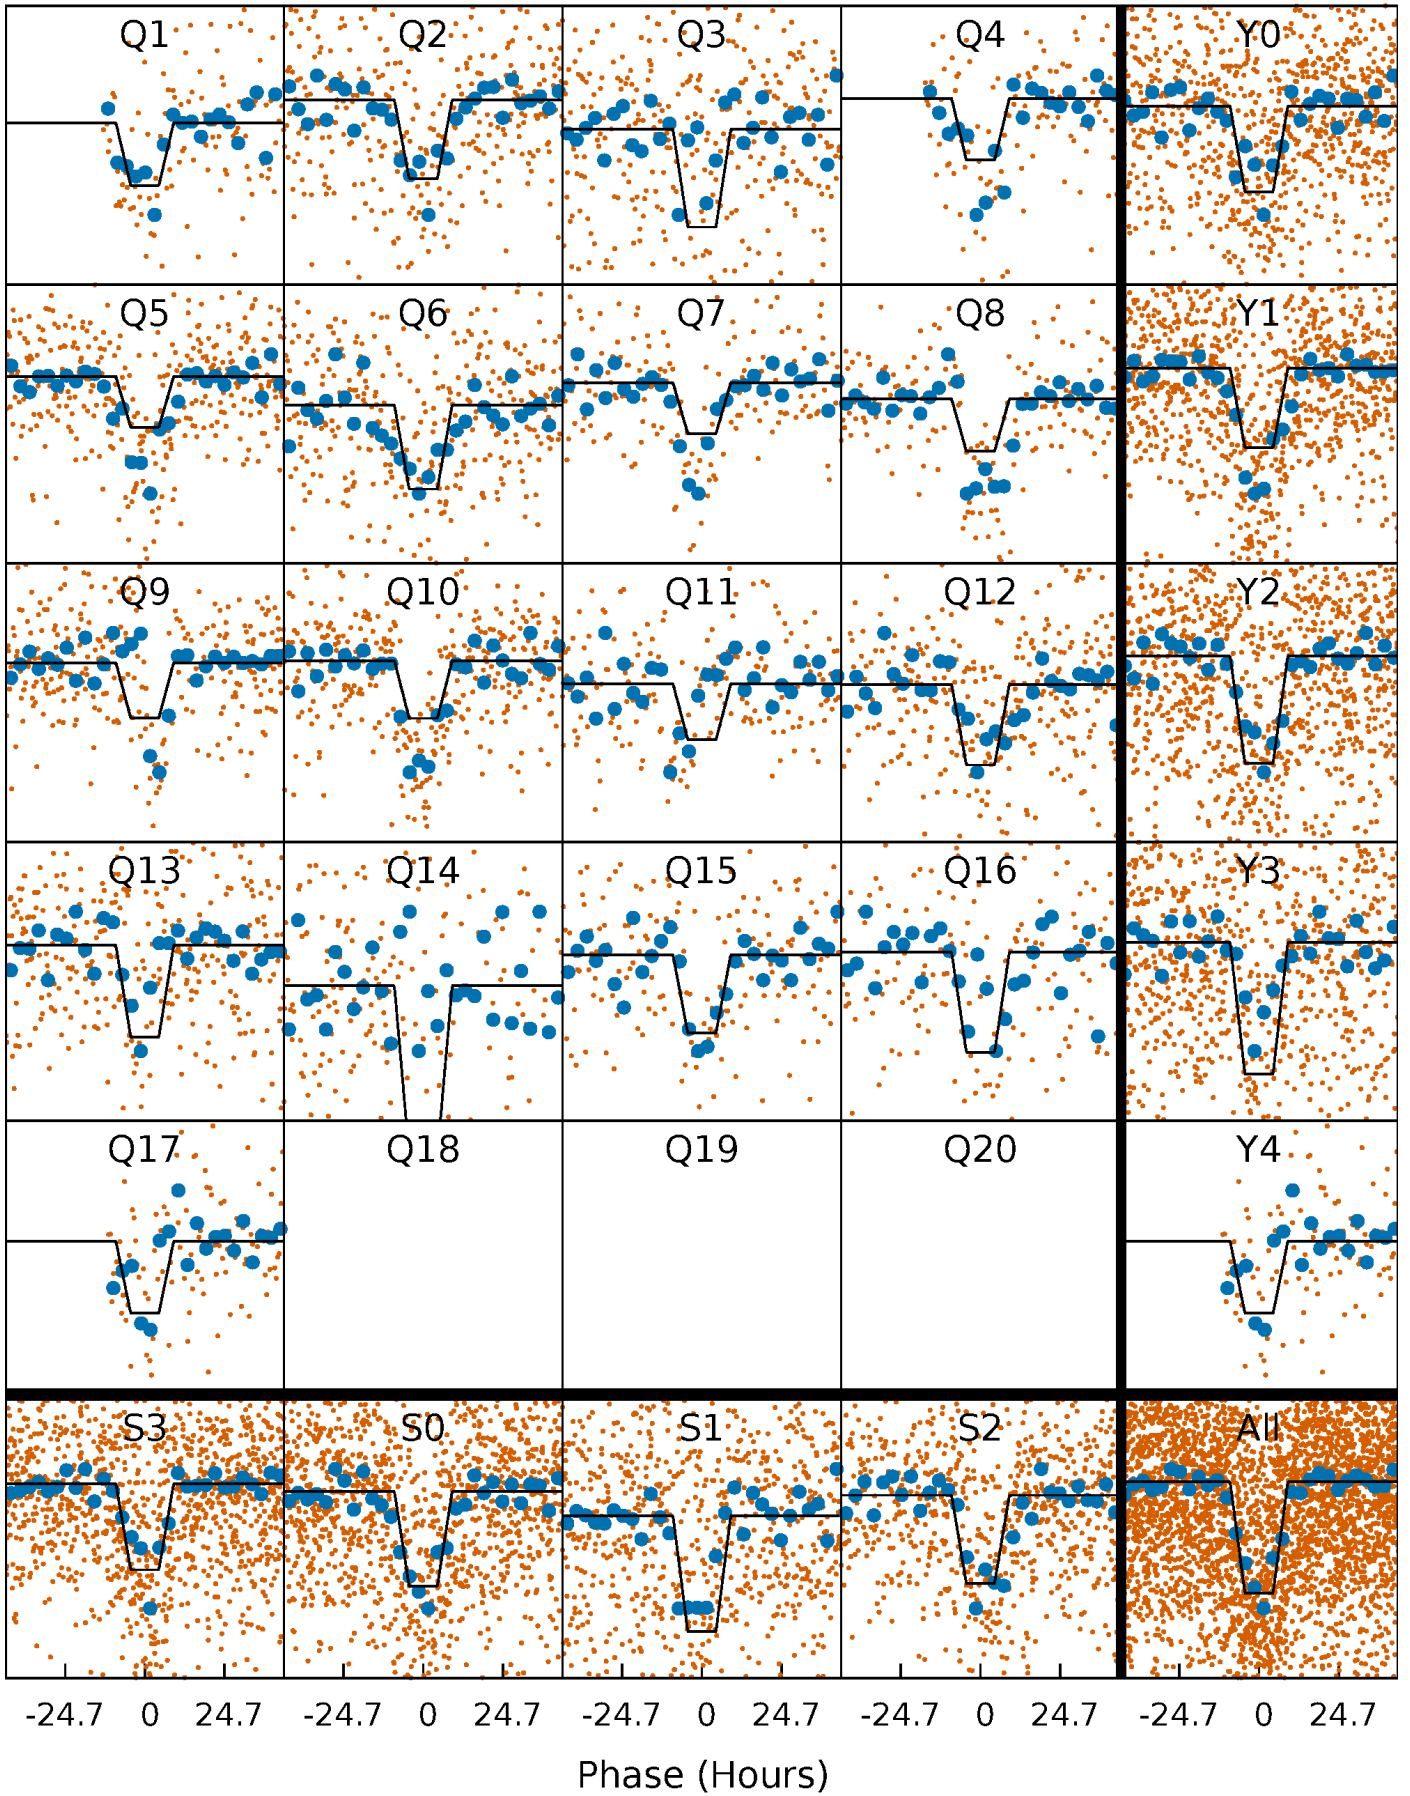 Q1 Q2 Q3 Q4 Y0
Q5 Q6 Q7 Q8 Y1
Q9 Q10 Q11 Q12 Y2
Q13 Q14 Q15 Q16 Y3
Q17 Q18 Q19 Q20 Y4
S3 S0 S1 S2 All
-24.7 0 24.7 -24.7 0 24.7 -24.7 0 24.7 -24.7 0 24.7 -24.7 0 24.7
Phase (Hours)